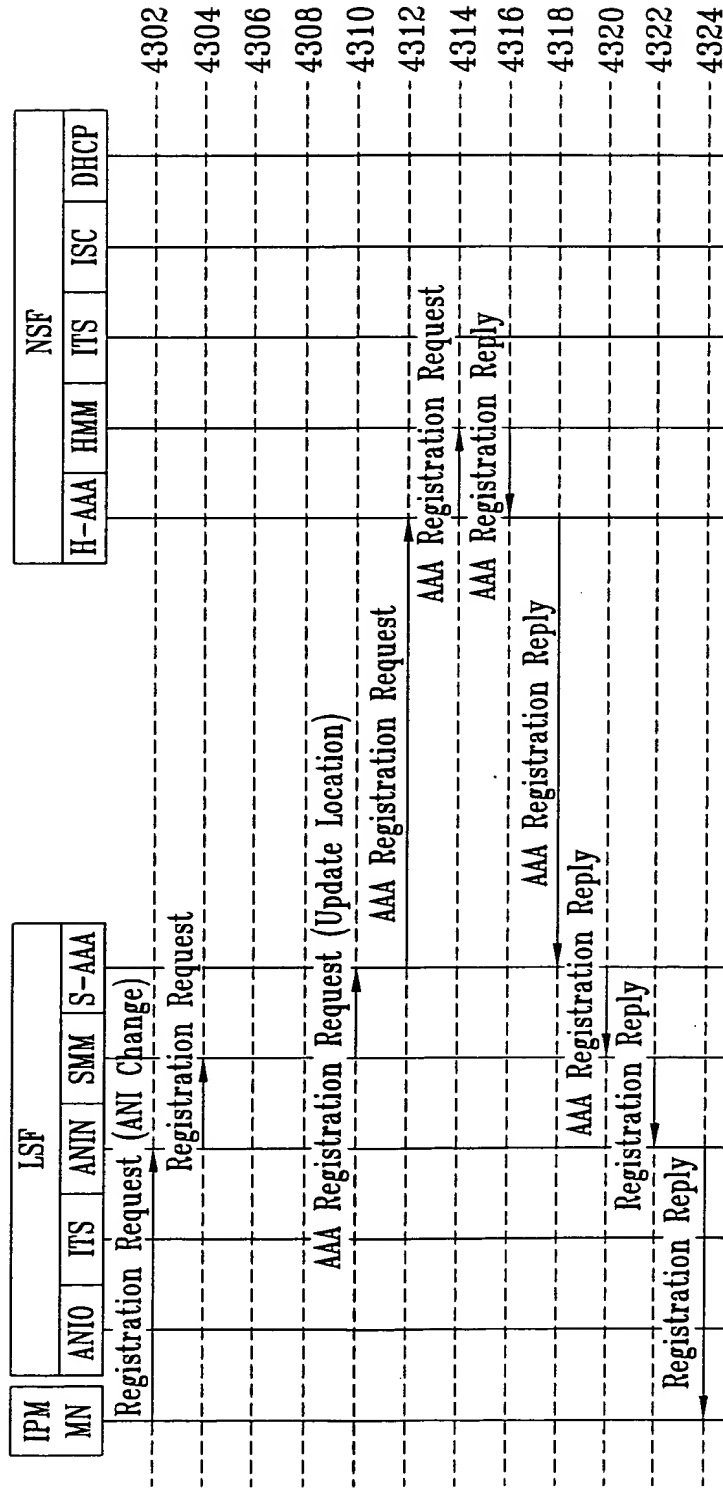 IPM
MN
LSF
ANIO ITS ANIN SMM S-AAA
NSF
H-AAA HMM ITS ISC DHCP
Registration Request (ANI Change)
4302
Registration Request
4304
4306
4308
AAA Registration Request (Update Location)
4310
AAA Registration Request
4312
AAA Registration Request
4314
AAA Registration Reply
4316
AAA Registration Reply
4318
AAA Registration Reply
4320
Registration Reply
4322
Registration Reply
4324